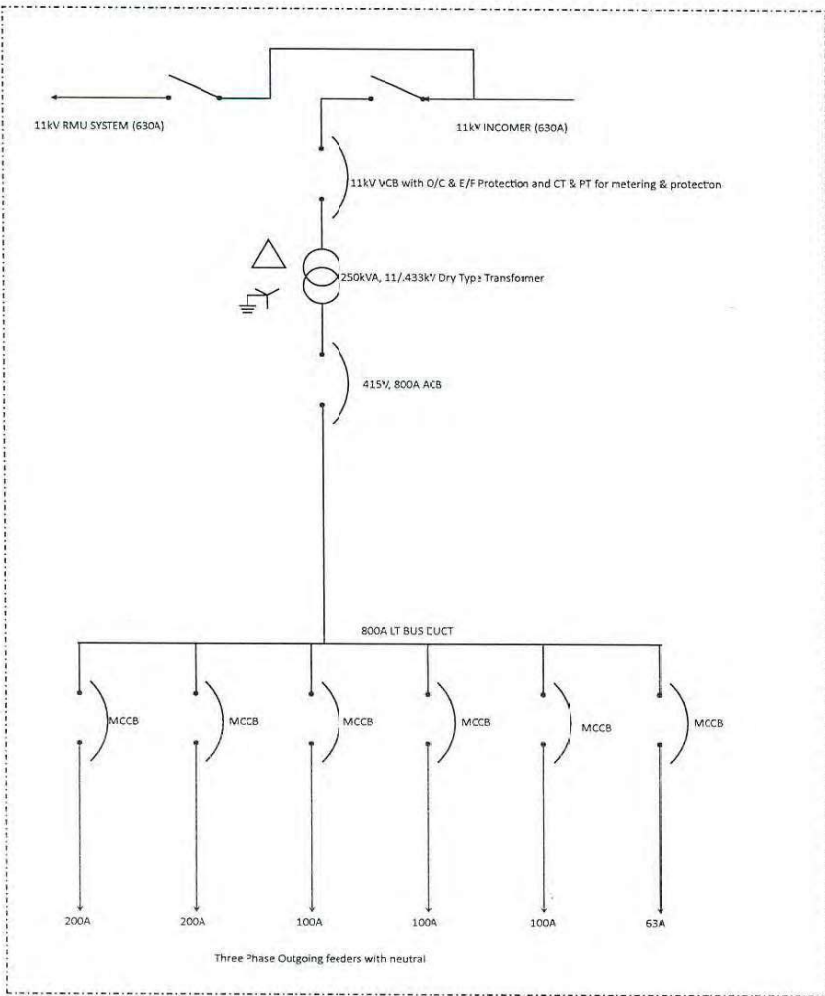 11kV RMU SYSTEM (630A)
11kV INCOMER (630A)
11kV VCB with O/C & E/F Protection and CT & PT for metering & protection
250kVA, 11/.433kV Dry Type Transformer
415V, 800A ACB
800A LT BUS DUCT
MCCB
MCCB
MCCB
MCCB
MCCB
MCCB
200A
200A
100A
100A
100A
63A
Three Phase Outgoing feeders with neutral